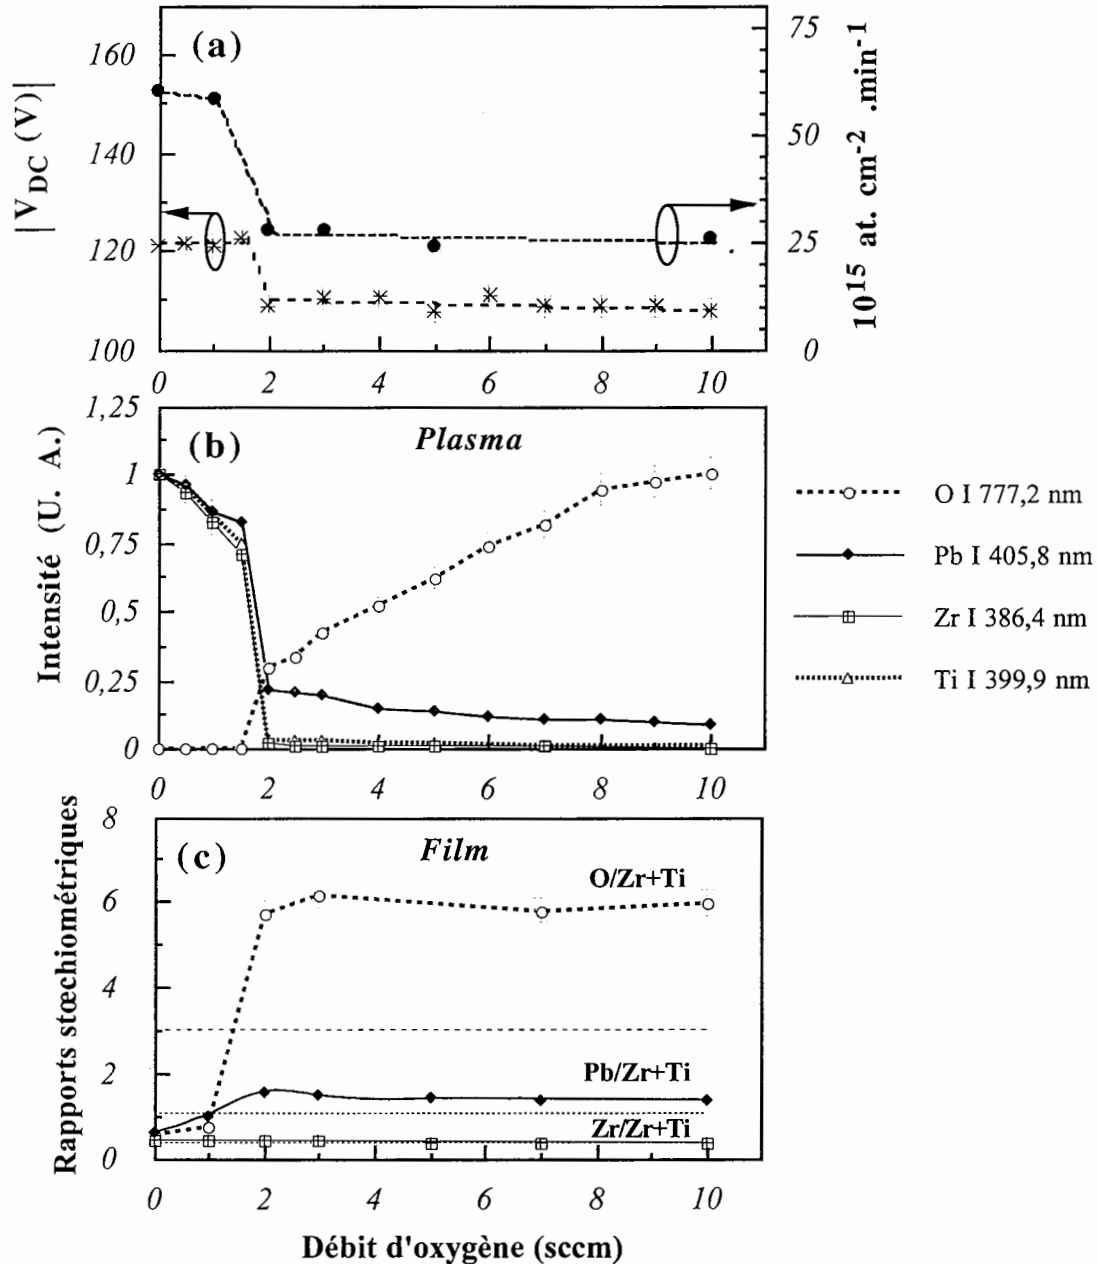 (a)
|V_DC (V)|
160
140
120
100
75
50
25
0
10^15 at. cm^-2 .min^-1
0 2 4 6 8 10
(b)
Plasma
Intensité (U. A.)
1,25
1
0,75
0,5
0,25
0
0 2 4 6 8 10
O I 777,2 nm
Pb I 405,8 nm
Zr I 386,4 nm
Ti I 399,9 nm
(c)
Film
Rapports stœchiométriques
8
6
4
2
0
O/Zr+Ti
Pb/Zr+Ti
Zr/Zr+Ti
0 2 4 6 8 10
Débit d'oxygène (sccm)